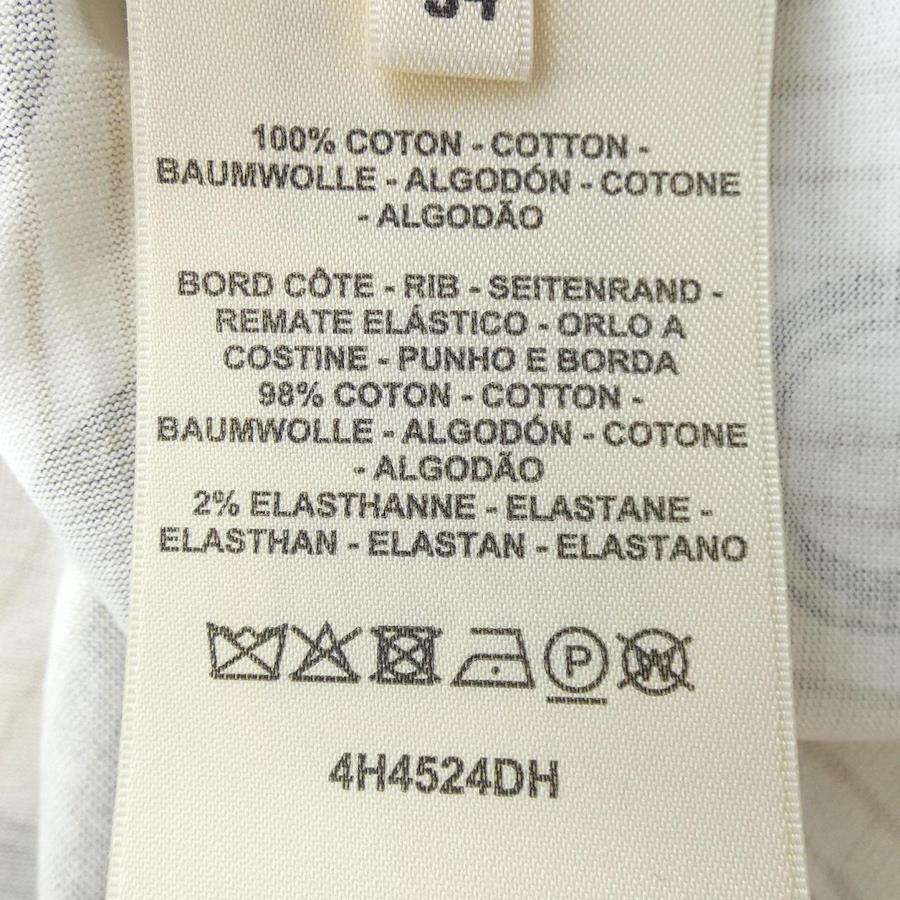 100% COTON - COTTON -
BAUMWOLLE - ALGODÓN - COTONE
- ALGODÃO
BORD CÔTE - RIB - SEITENRAND -
REMATE ELÁSTICO - ORLO A
COSTINE - PUNHO E BORDA
98% COTON - COTTON -
BAUMWOLLE - ALGODÓN - COTONE
- ALGODÃO
2% ELASTHANNE - ELASTANE -
ELASTHAN - ELASTAN - ELASTANO
P W
4H4524DH